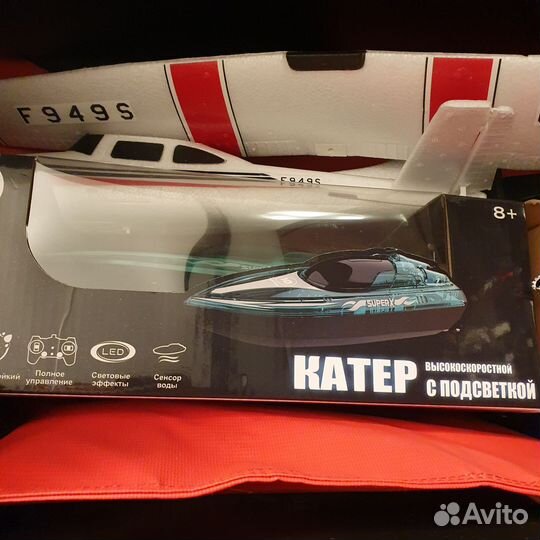 F949S
F949S
8+
SUPER X
LED
Полное
управление
Световые
эффекты
Сенсор
воды
КАТЕР ВЫСОКОСКОРОСТНОЙ
С ПОДСВЕТКОЙ
Avito